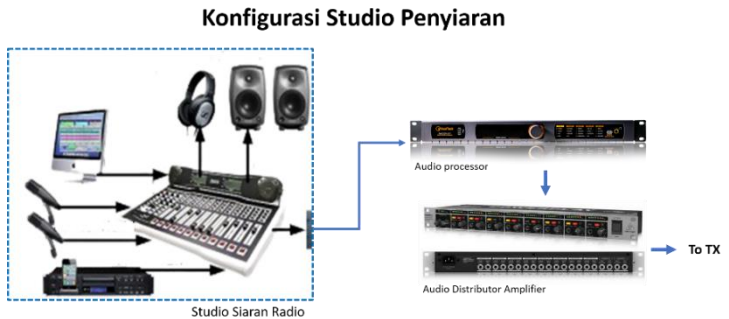 Konfigurasi Studio Penyiaran
Audio processor
Audio Distributor Amplifier
To TX
Studio Siaran Radio